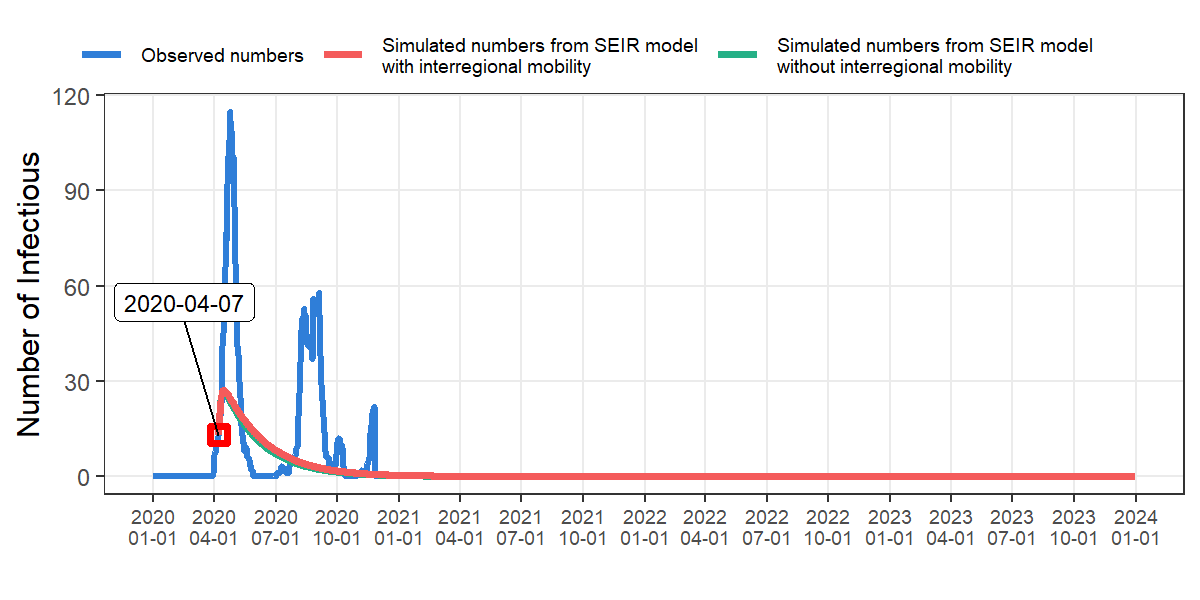 Observed numbers
Simulated numbers from SEIR model
with interregional mobility
Simulated numbers from SEIR model
without interregional mobility
Number of Infectious
120
90
60
30
0
2020-04-07
2020 2020 2020 2020 2021 2021 2021 2021 2022 2022 2022 2022 2023 2023 2023 2023 2024
01-01 04-01 07-01 10-01 01-01 04-01 07-01 10-01 01-01 04-01 07-01 10-01 01-01 04-01 07-01 10-01 01-01